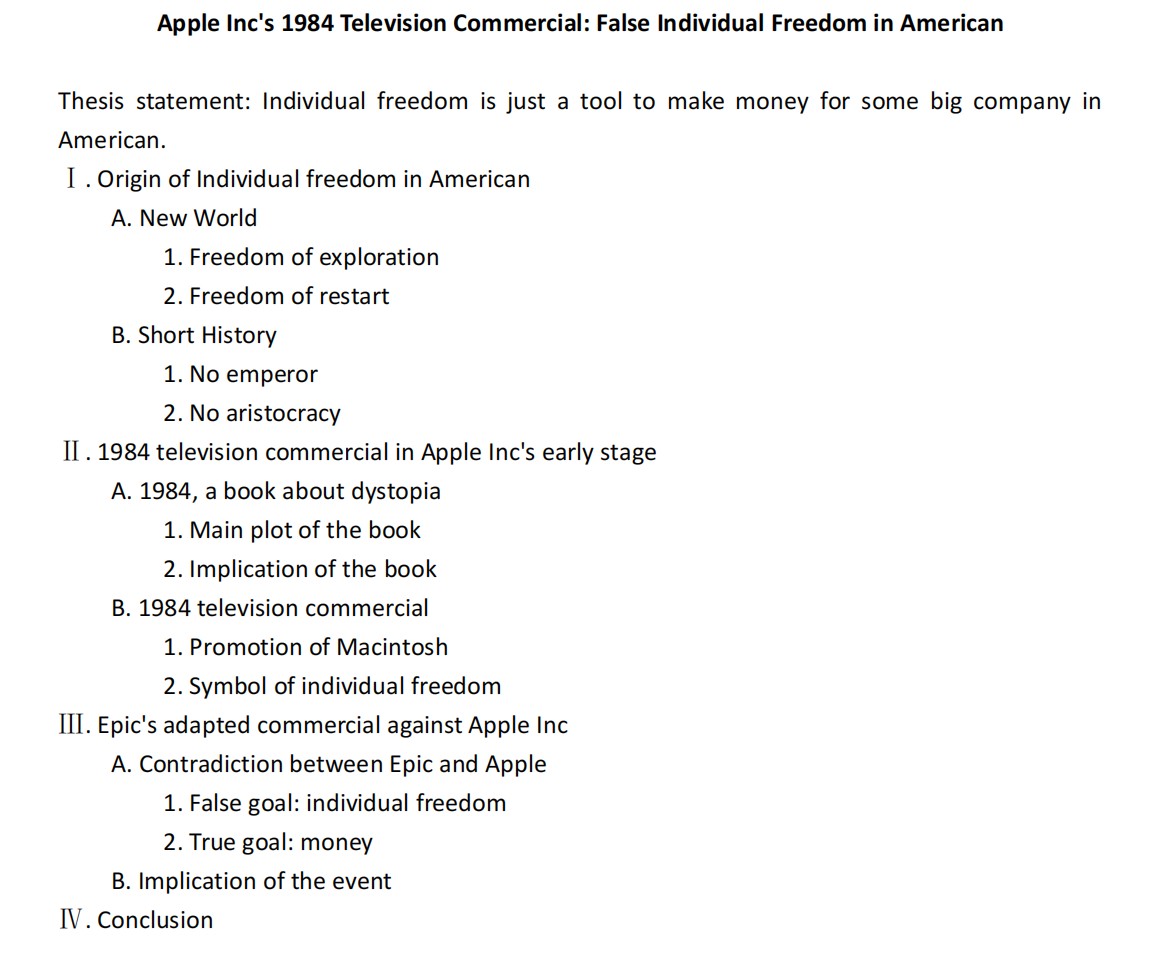 Apple Inc's 1984 Television Commercial: False Individual Freedom in American
Thesis statement: Individual freedom is just a tool to make money for some big company in
American.
Ⅰ. Origin of Individual freedom in American
A. New World
1. Freedom of exploration
2. Freedom of restart
B. Short History
1. No emperor
2. No aristocracy
Ⅱ. 1984 television commercial in Apple Inc's early stage
A. 1984, a book about dystopia
1. Main plot of the book
2. Implication of the book
B. 1984 television commercial
1. Promotion of Macintosh
2. Symbol of individual freedom
Ⅲ. Epic's adapted commercial against Apple Inc
A. Contradiction between Epic and Apple
1. False goal: individual freedom
2. True goal: money
B. Implication of the event
Ⅳ. Conclusion